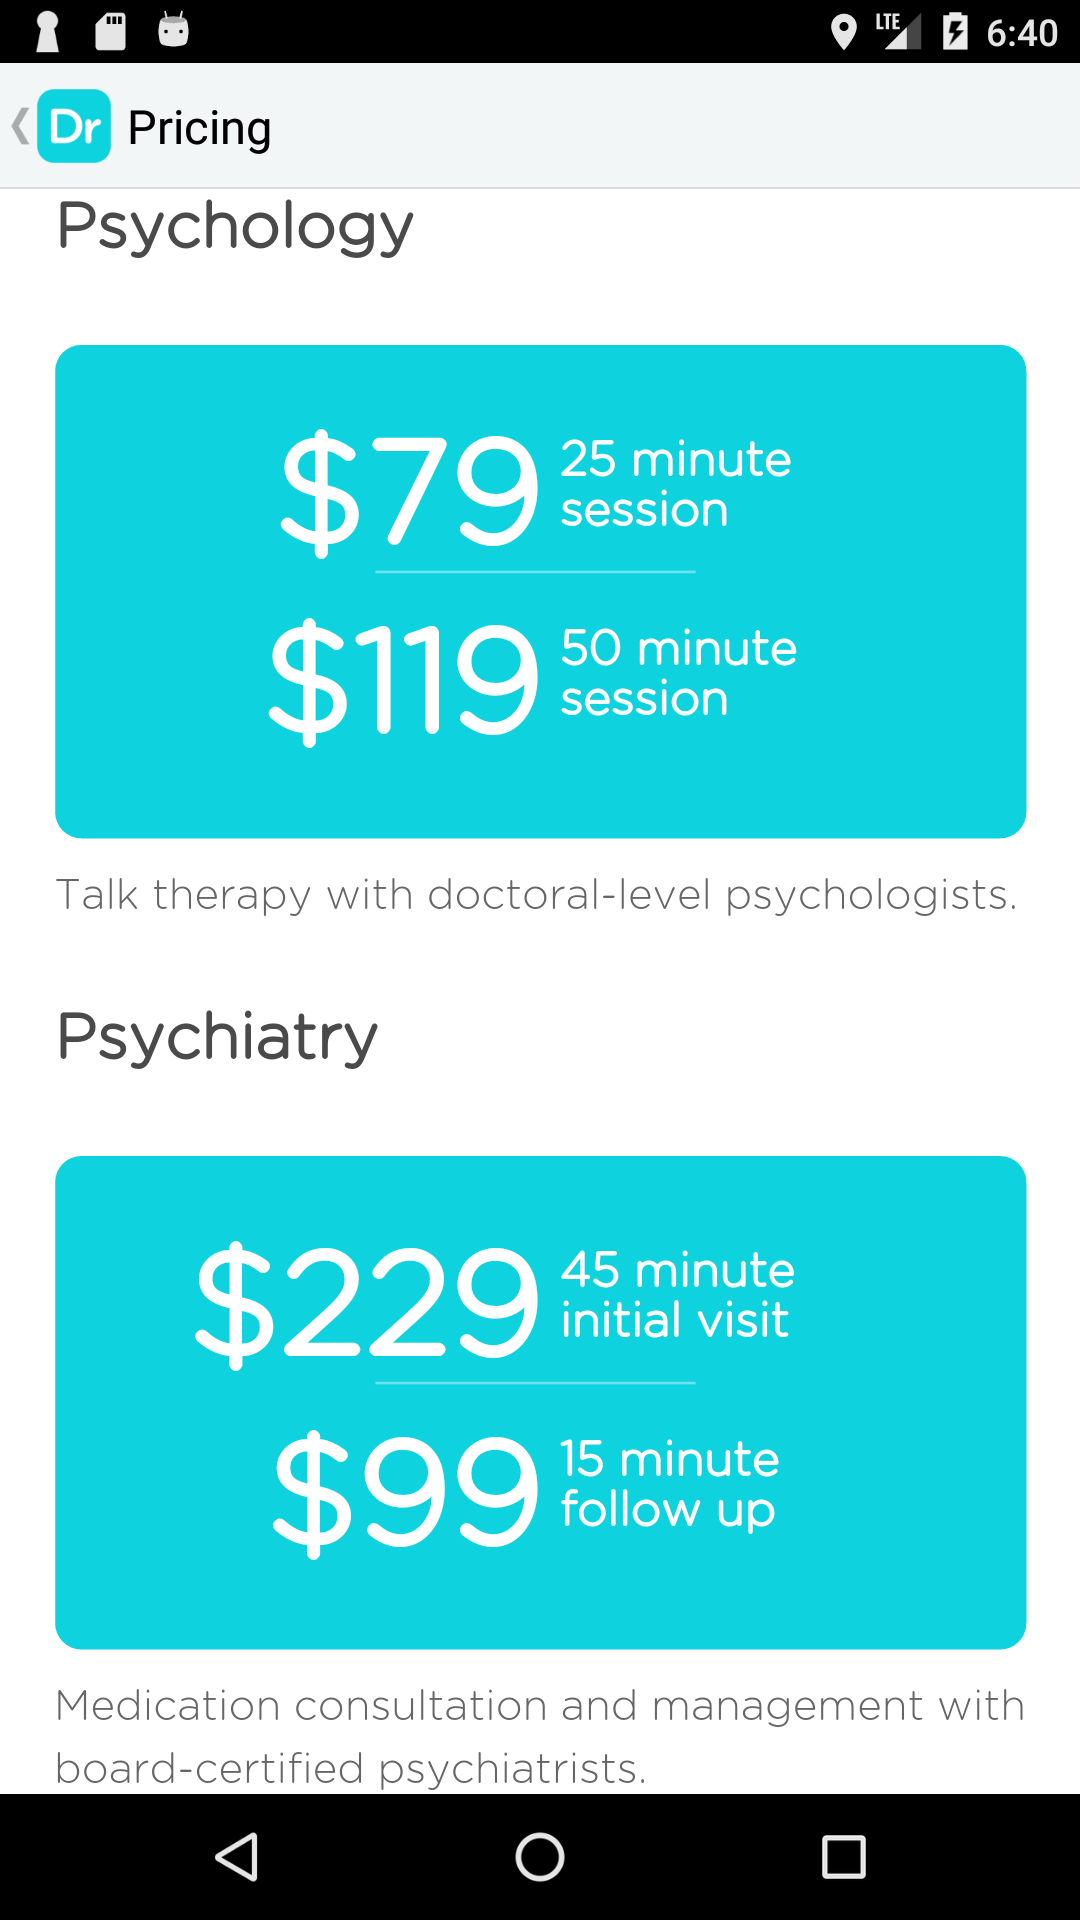 LTE 6:40
Dr Pricing
Psychology
$79 25 minute
session
$119 50 minute
session
Talk therapy with doctoral-level psychologists.
Psychiatry
$229 45 minute
initial visit
$99 15 minute
follow up
Medication consultation and management with
board-certified psychiatrists.